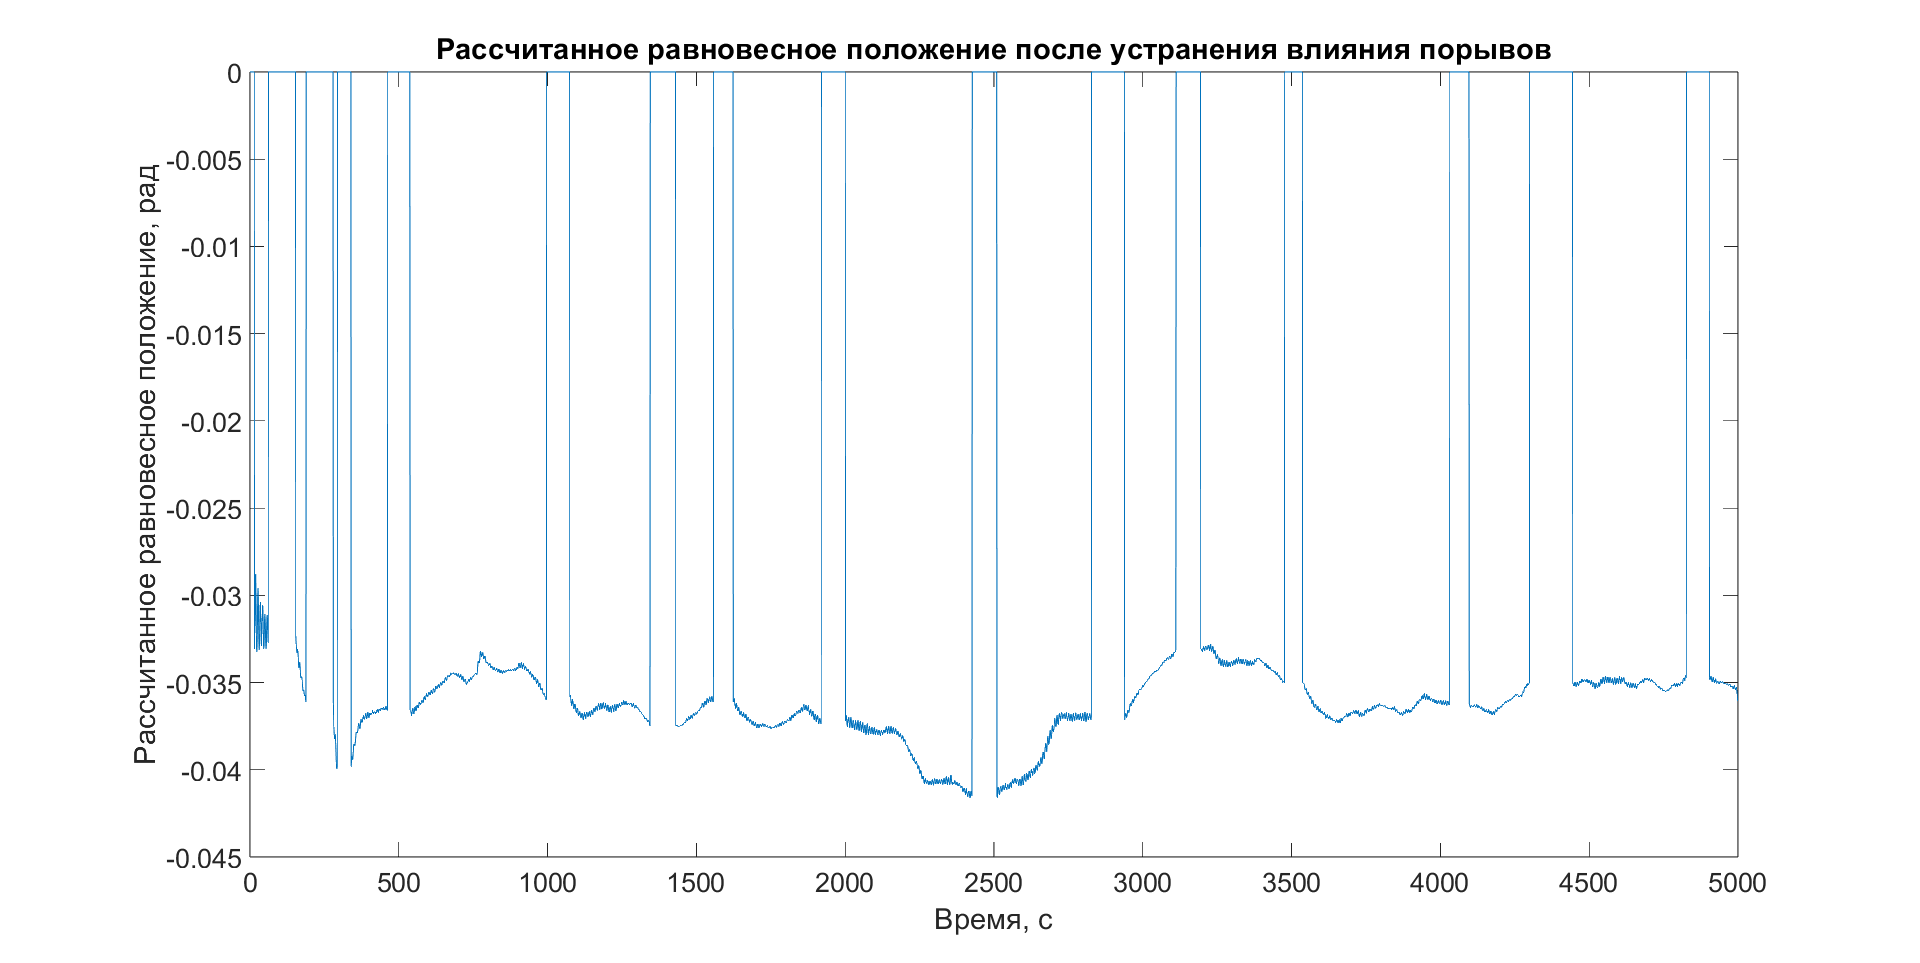 Рассчитанное равновесное положение после устранения влияния порывов
Рассчитанное равновесное положение, рад
0
-0.005
-0.01
-0.015
-0.02
-0.025
-0.03
-0.035
-0.04
-0.045
0 500 1000 1500 2000 2500 3000 3500 4000 4500 5000
Время, с